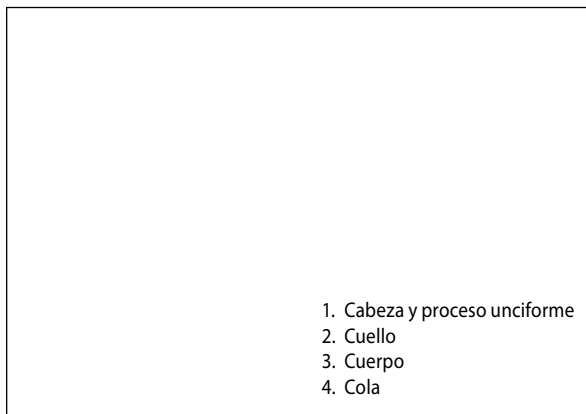 1. Cabeza y proceso unciforme
2. Cuello
3. Cuerpo
4. Cola